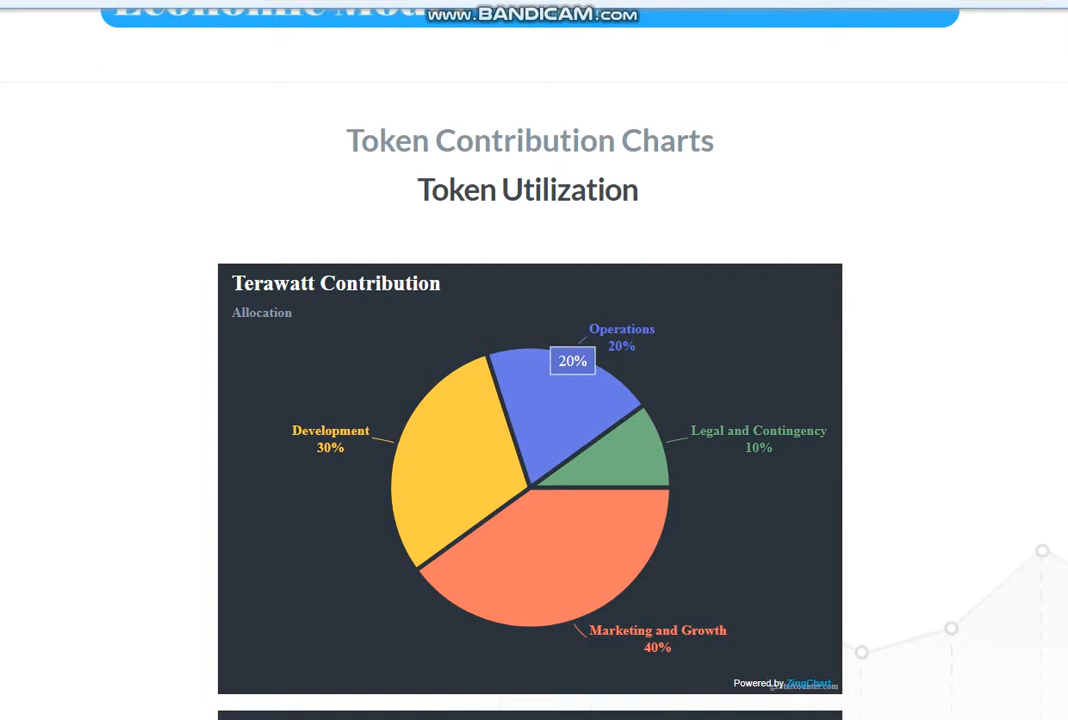 www.BANDICAM.com
Token Contribution Charts
Token Utilization
Terawatt Contribution
Allocation
Operations
20%
20%
Development
30%
Legal and Contingency
10%
Marketing and Growth
40%
Powered by ZingChart